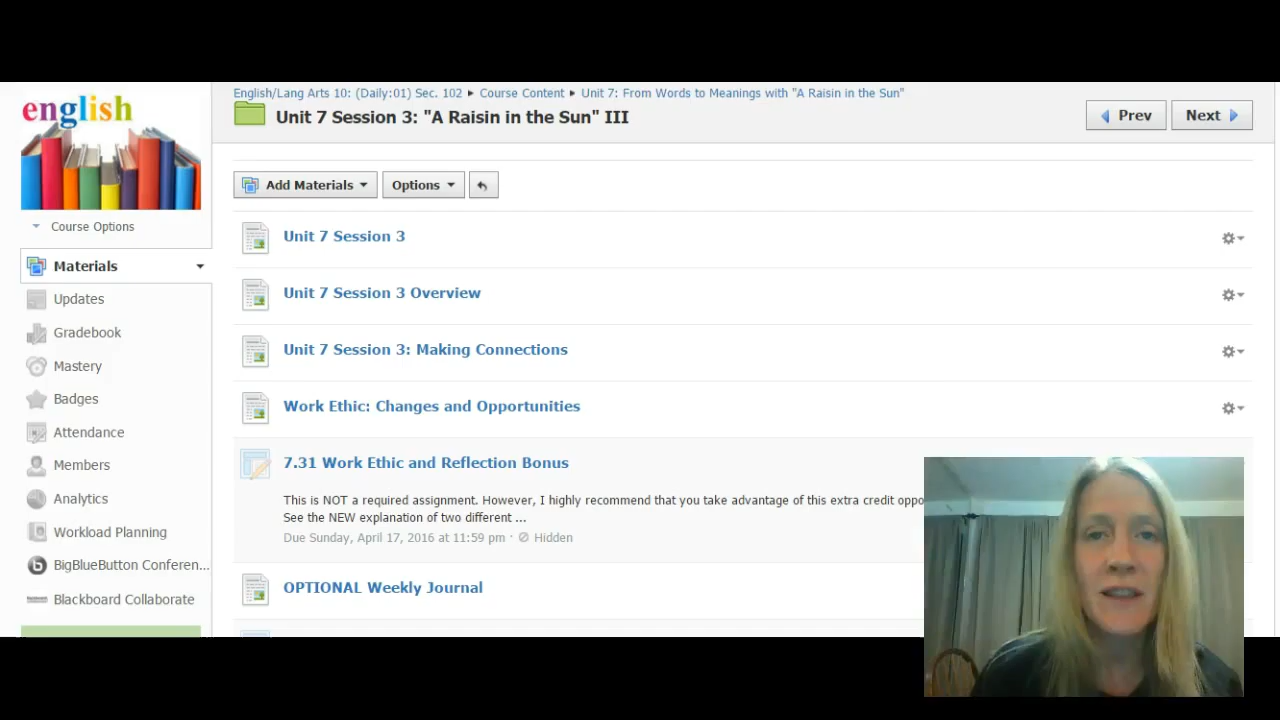 english
English/Lang Arts 10: (Daily:01) Sec. 102 ▸ Course Content ▸ Unit 7: From Words to Meanings with "A Raisin in the Sun"
Unit 7 Session 3: "A Raisin in the Sun" III
Prev
Next
Add Materials
Options
Course Options
Materials
Updates
Gradebook
Mastery
Badges
Attendance
Members
Analytics
Workload Planning
BigBlueButton Conferen...
Blackboard Collaborate
Unit 7 Session 3
Unit 7 Session 3 Overview
Unit 7 Session 3: Making Connections
Work Ethic: Changes and Opportunities
7.31 Work Ethic and Reflection Bonus
This is NOT a required assignment. However, I highly recommend that you take advantage of this extra credit oppo
See the NEW explanation of two different ...
Due Sunday, April 17, 2016 at 11:59 pm · Hidden
OPTIONAL Weekly Journal